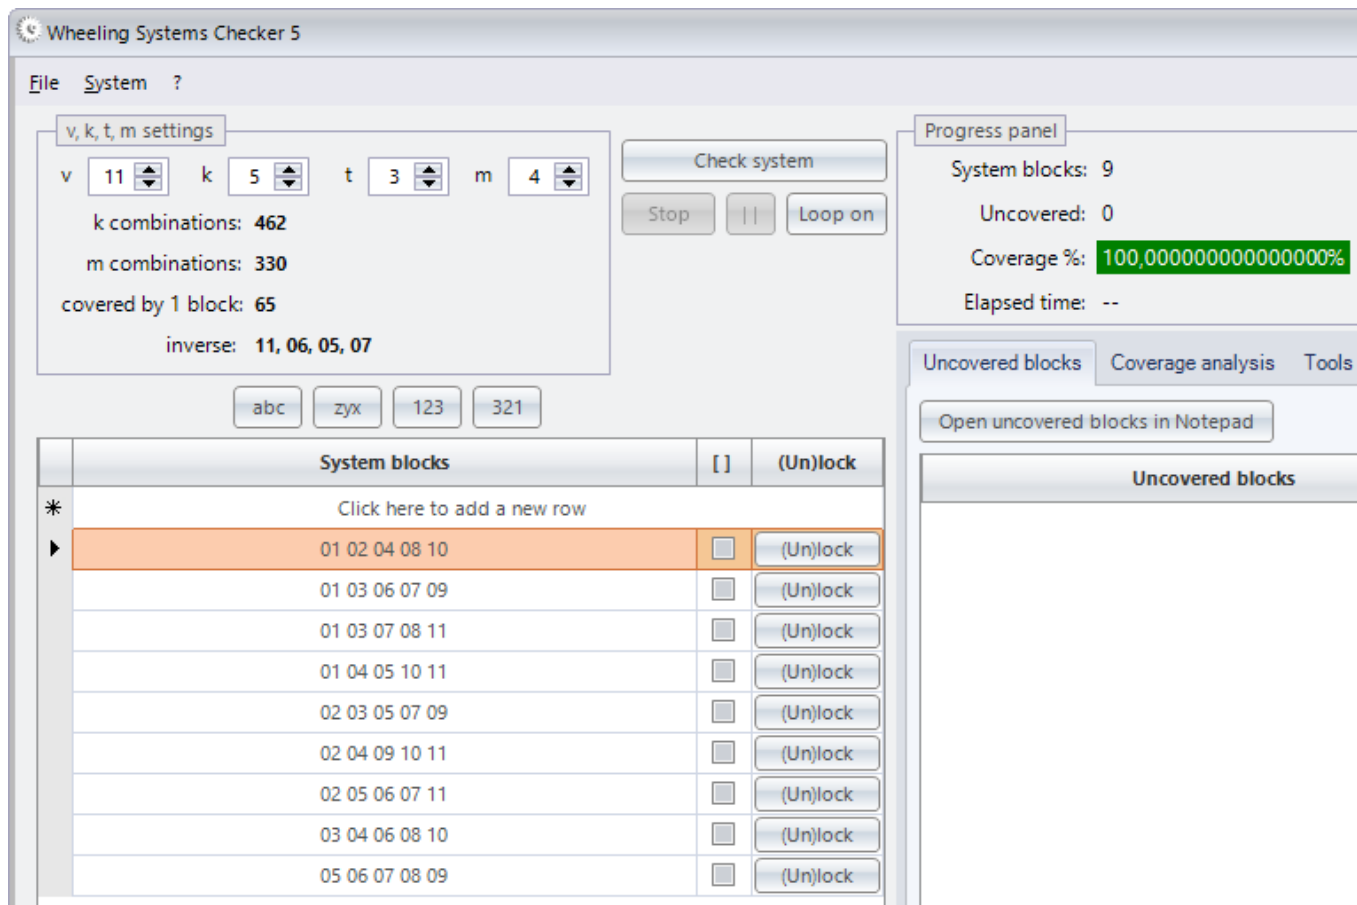 Wheeling Systems Checker 5
File System ?
v, k, t, m settings
v 11 k 5 t 3 m 4
k combinations: 462
m combinations: 330
covered by 1 block: 65
inverse: 11, 06, 05, 07
Check system
Stop || Loop on
Progress panel
System blocks: 9
Uncovered: 0
Coverage %: 100,000000000000000%
Elapsed time: --
abc zyx 123 321
Uncovered blocks Coverage analysis Tools
Open uncovered blocks in Notepad
Uncovered blocks
System blocks [ ] (Un)lock
Click here to add a new row
01 02 04 08 10 (Un)lock
01 03 06 07 09 (Un)lock
01 03 07 08 11 (Un)lock
01 04 05 10 11 (Un)lock
02 03 05 07 09 (Un)lock
02 04 09 10 11 (Un)lock
02 05 06 07 11 (Un)lock
03 04 06 08 10 (Un)lock
05 06 07 08 09 (Un)lock